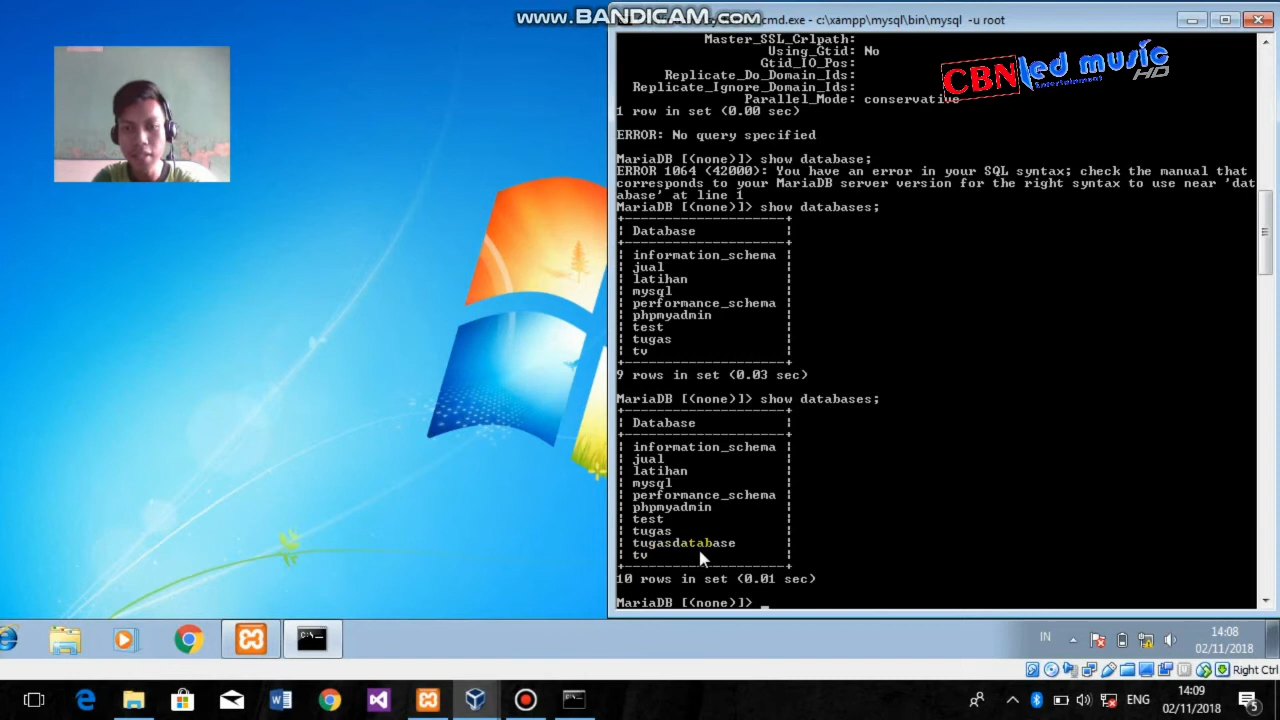 www.BANDICAM.com
cmd.exe - c:\xampp\mysql\bin\mysql -u root
Master_SSL_Crlpath:
Using_Gtid: No
Gtid_IO_Pos:
Replicate_Do_Domain_Ids:
Replicate_Ignore_Domain_Ids:
Parallel_Mode: conservative
CBN led music HD
Entertainment
1 row in set (0.00 sec)
ERROR: No query specified
MariaDB [(none)]> show database;
ERROR 1064 (42000): You have an error in your SQL syntax; check the manual that
corresponds to your MariaDB server version for the right syntax to use near 'dat
abase' at line 1
MariaDB [(none)]> show databases;
Database
information_schema
jual
latihan
mysql
performance_schema
phpmyadmin
test
tugas
tv
9 rows in set (0.03 sec)
MariaDB [(none)]> show databases;
Database
information_schema
jual
latihan
mysql
performance_schema
phpmyadmin
test
tugas
tugasdatabase
tv
10 rows in set (0.01 sec)
MariaDB [(none)]> _
IN
14:08
02/11/2018
Right Ctrl
ENG
14:09
02/11/2018
5